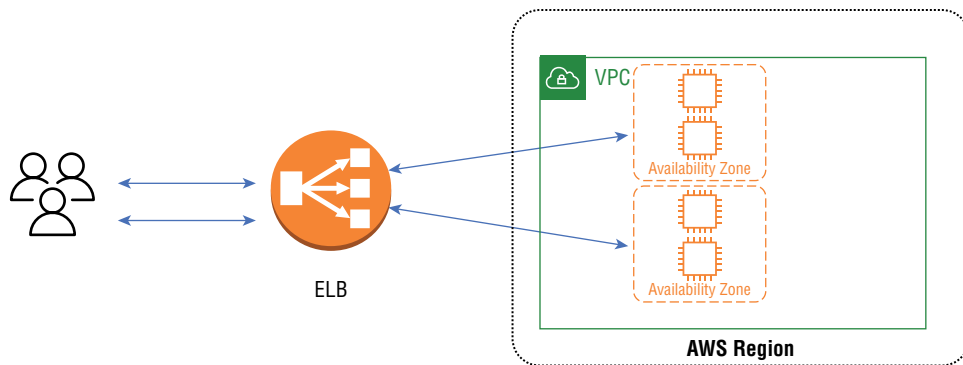 VPC
Availability Zone
Availability Zone
ELB
AWS Region